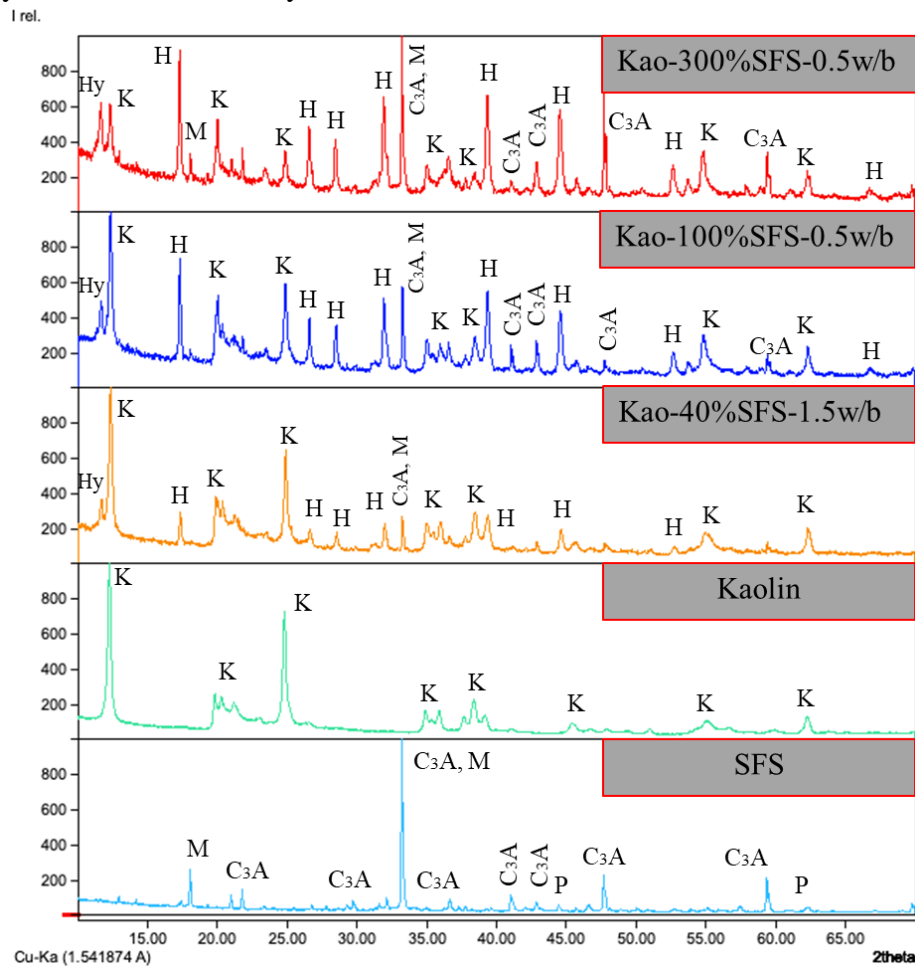 I rel.
Kao-300%SFS-0.5w/b
800
600
400
200
Hy
K
H
M
K
K
H
H
H
C₃A, M
K
K
H
C₃A
C₃A
H
C₃A
H
K
C₃A
K
H
Kao-100%SFS-0.5w/b
800
600
400
200
Hy
K
H
K
K
H
H
H
C₃A, M
K
K
H
C₃A
C₃A
H
C₃A
H
K
C₃A
K
H
Kao-40%SFS-1.5w/b
800
600
400
200
Hy
K
H
K
K
H
H
H
C₃A, M
K
K
H
H
H
K
K
Kaolin
800
600
400
200
K
K
K
K
K
K
K
K
SFS
800
600
400
200
M
C₃A
C₃A
C₃A, M
C₃A
C₃A
C₃A
P
C₃A
C₃A
P
15.00 20.00 25.00 30.00 35.00 40.00 45.00 50.00 55.00 60.00 65.00
Cu-Ka (1.541874 A) 2theta